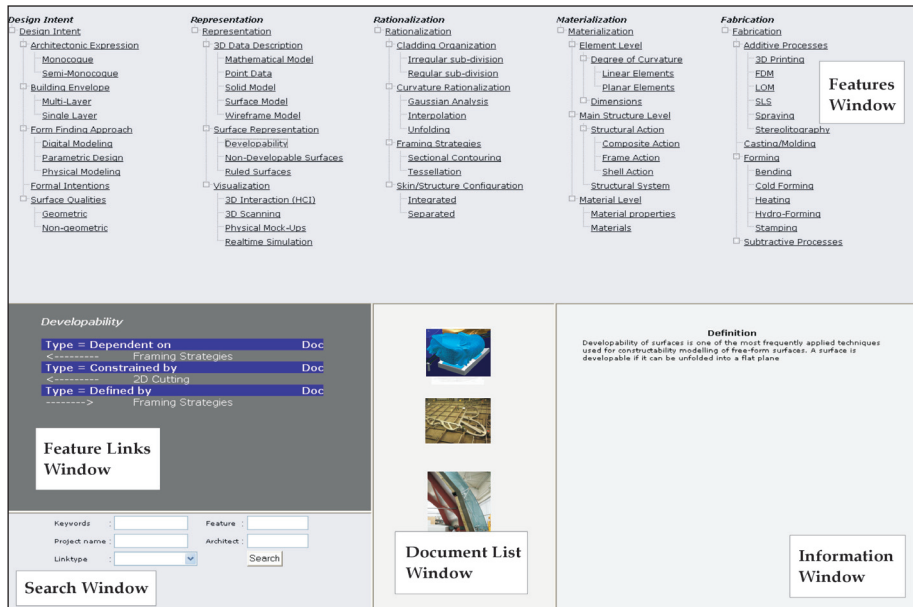 Design Intent
Design Intent
Architectonic Expression
Monocoque
Semi-Monocoque
Building Envelope
Multi-Layer
Single Layer
Form Finding Approach
Digital Modeling
Parametric Design
Physical Modeling
Formal Intentions
Surface Qualities
Geometric
Non-geometric
Representation
Representation
3D Data Description
Mathematical Model
Point Data
Solid Model
Surface Model
Wireframe Model
Surface Representation
Developability
Non-Developable Surfaces
Ruled Surfaces
Visualization
3D Interaction (HCI)
3D Scanning
Physical Mock-Ups
Realtime Simulation
Rationalization
Rationalization
Cladding Organization
Irregular sub-division
Regular sub-division
Curvature Rationalization
Gaussian Analysis
Interpolation
Unfolding
Framing Strategies
Sectional Contouring
Tessellation
Skin/Structure Configuration
Integrated
Separated
Materialization
Materialization
Element Level
Degree of Curvature
Linear Elements
Planar Elements
Dimensions
Main Structure Level
Structural Action
Composite Action
Frame Action
Shell Action
Structural System
Material Level
Material properties
Materials
Fabrication
Fabrication
Additive Processes
3D Printing
FDM
LOM
SLS
Spraying
Stereolitography
Casting/Molding
Forming
Bending
Cold Forming
Heating
Hydro-Forming
Stamping
Subtractive Processes
Features
Window
Developability
Type = Dependent on Doc
<--------- Framing Strategies
Type = Constrained by Doc
<--------- 2D Cutting
Type = Defined by Doc
--------> Framing Strategies
Feature Links
Window
Keywords : Feature :
Project name : Architect :
Linktype : Search
Search Window
Document List
Window
Definition
Developability of surfaces is one of the most frequently applied techniques
used for constructability modelling of free-form surfaces. A surface is
developable if it can be unfolded into a flat plane
Information
Window